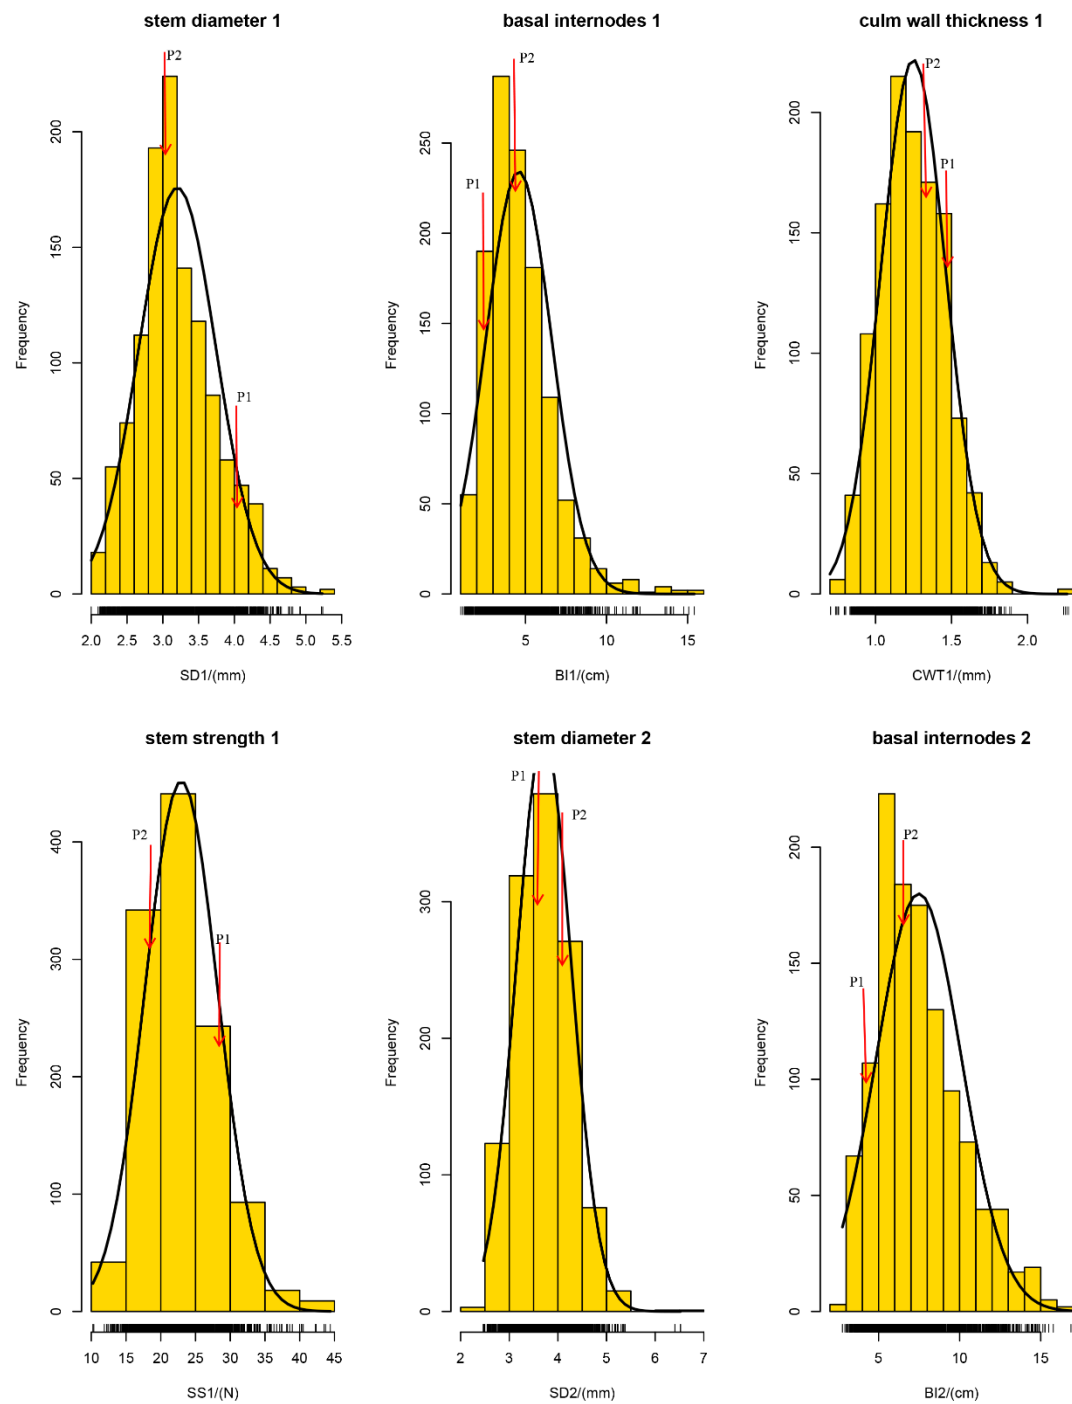 stem diameter 1
P2
P1
Frequency
0 50 100 150 200
2.0 2.5 3.0 3.5 4.0 4.5 5.0 5.5
SD1/(mm)
basal internodes 1
P2
P1
Frequency
0 50 100 150 200 250
5 10 15
BI1/(cm)
culm wall thickness 1
P2
P1
Frequency
0 50 100 150 200
1.0 1.5 2.0
CWT1/(mm)
stem strength 1
P2
P1
Frequency
0 100 200 300 400
10 15 20 25 30 35 40 45
SS1/(N)
stem diameter 2
P1
P2
Frequency
0 100 200 300
2 3 4 5 6 7
SD2/(mm)
basal internodes 2
P2
P1
Frequency
0 50 100 150 200
5 10 15
BI2/(cm)